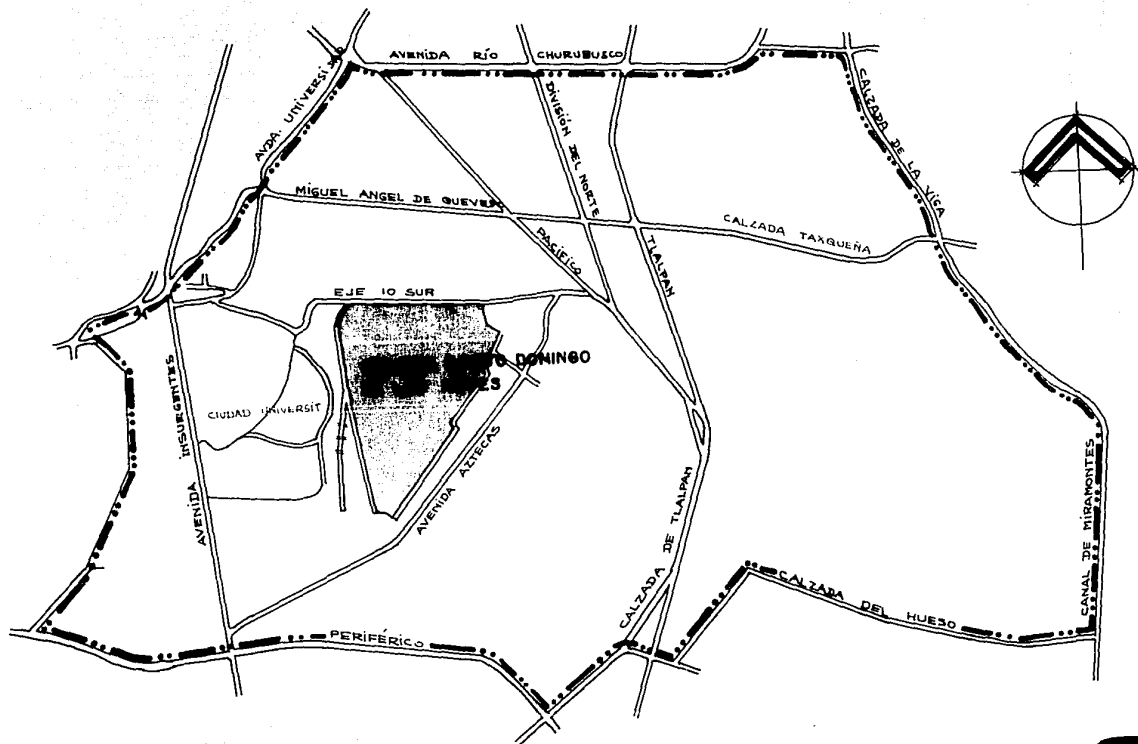 AVENIDA RÍO CHURUBUSCO
AVDA. UNIVERSI
DIVISIÓN DEL NORTE
CALZADA DE LA VIGA
MIGUEL ANGEL DE QUEVEDO
CALZADA TAXQUEÑA
PACÍFICO
TLALPAN
EJE 10 SUR
DOMINGO
CIUDAD UNIVERSIT
AVENIDA INSURGENTES
AVENIDA AZTECAS
CALZADA DE TLALPAN
CANAL DE MIRAMONTES
CALZADA DEL HUESO
PERIFÉRICO